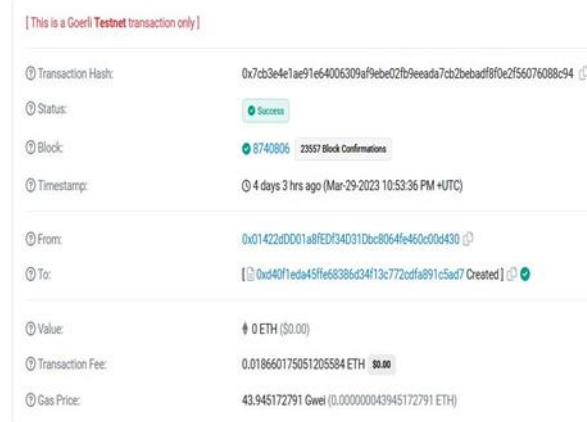 [ This is a Goerli Testnet transaction only ]
Transaction Hash: 0x7cb3e4e1ae91e64006309af9ebe02fb9eeada7cb2bebadf8f0e2f56076088c94
Status: Success
Block: 8740806 23557 Block Confirmations
Timestamp: 4 days 3 hrs ago (Mar-29-2023 10:53:36 PM +UTC)
From: 0x01422dDD01a8fEDf34D31Dbc8064fe460c00d430
To: [ 0xd40f1eda45ffe68386d34f13c772cdfa891c5ad7 Created ]
Value: 0 ETH ($0.00)
Transaction Fee: 0.018660175051205584 ETH $0.00
Gas Price: 43.945172791 Gwei (0.000000043945172791 ETH)